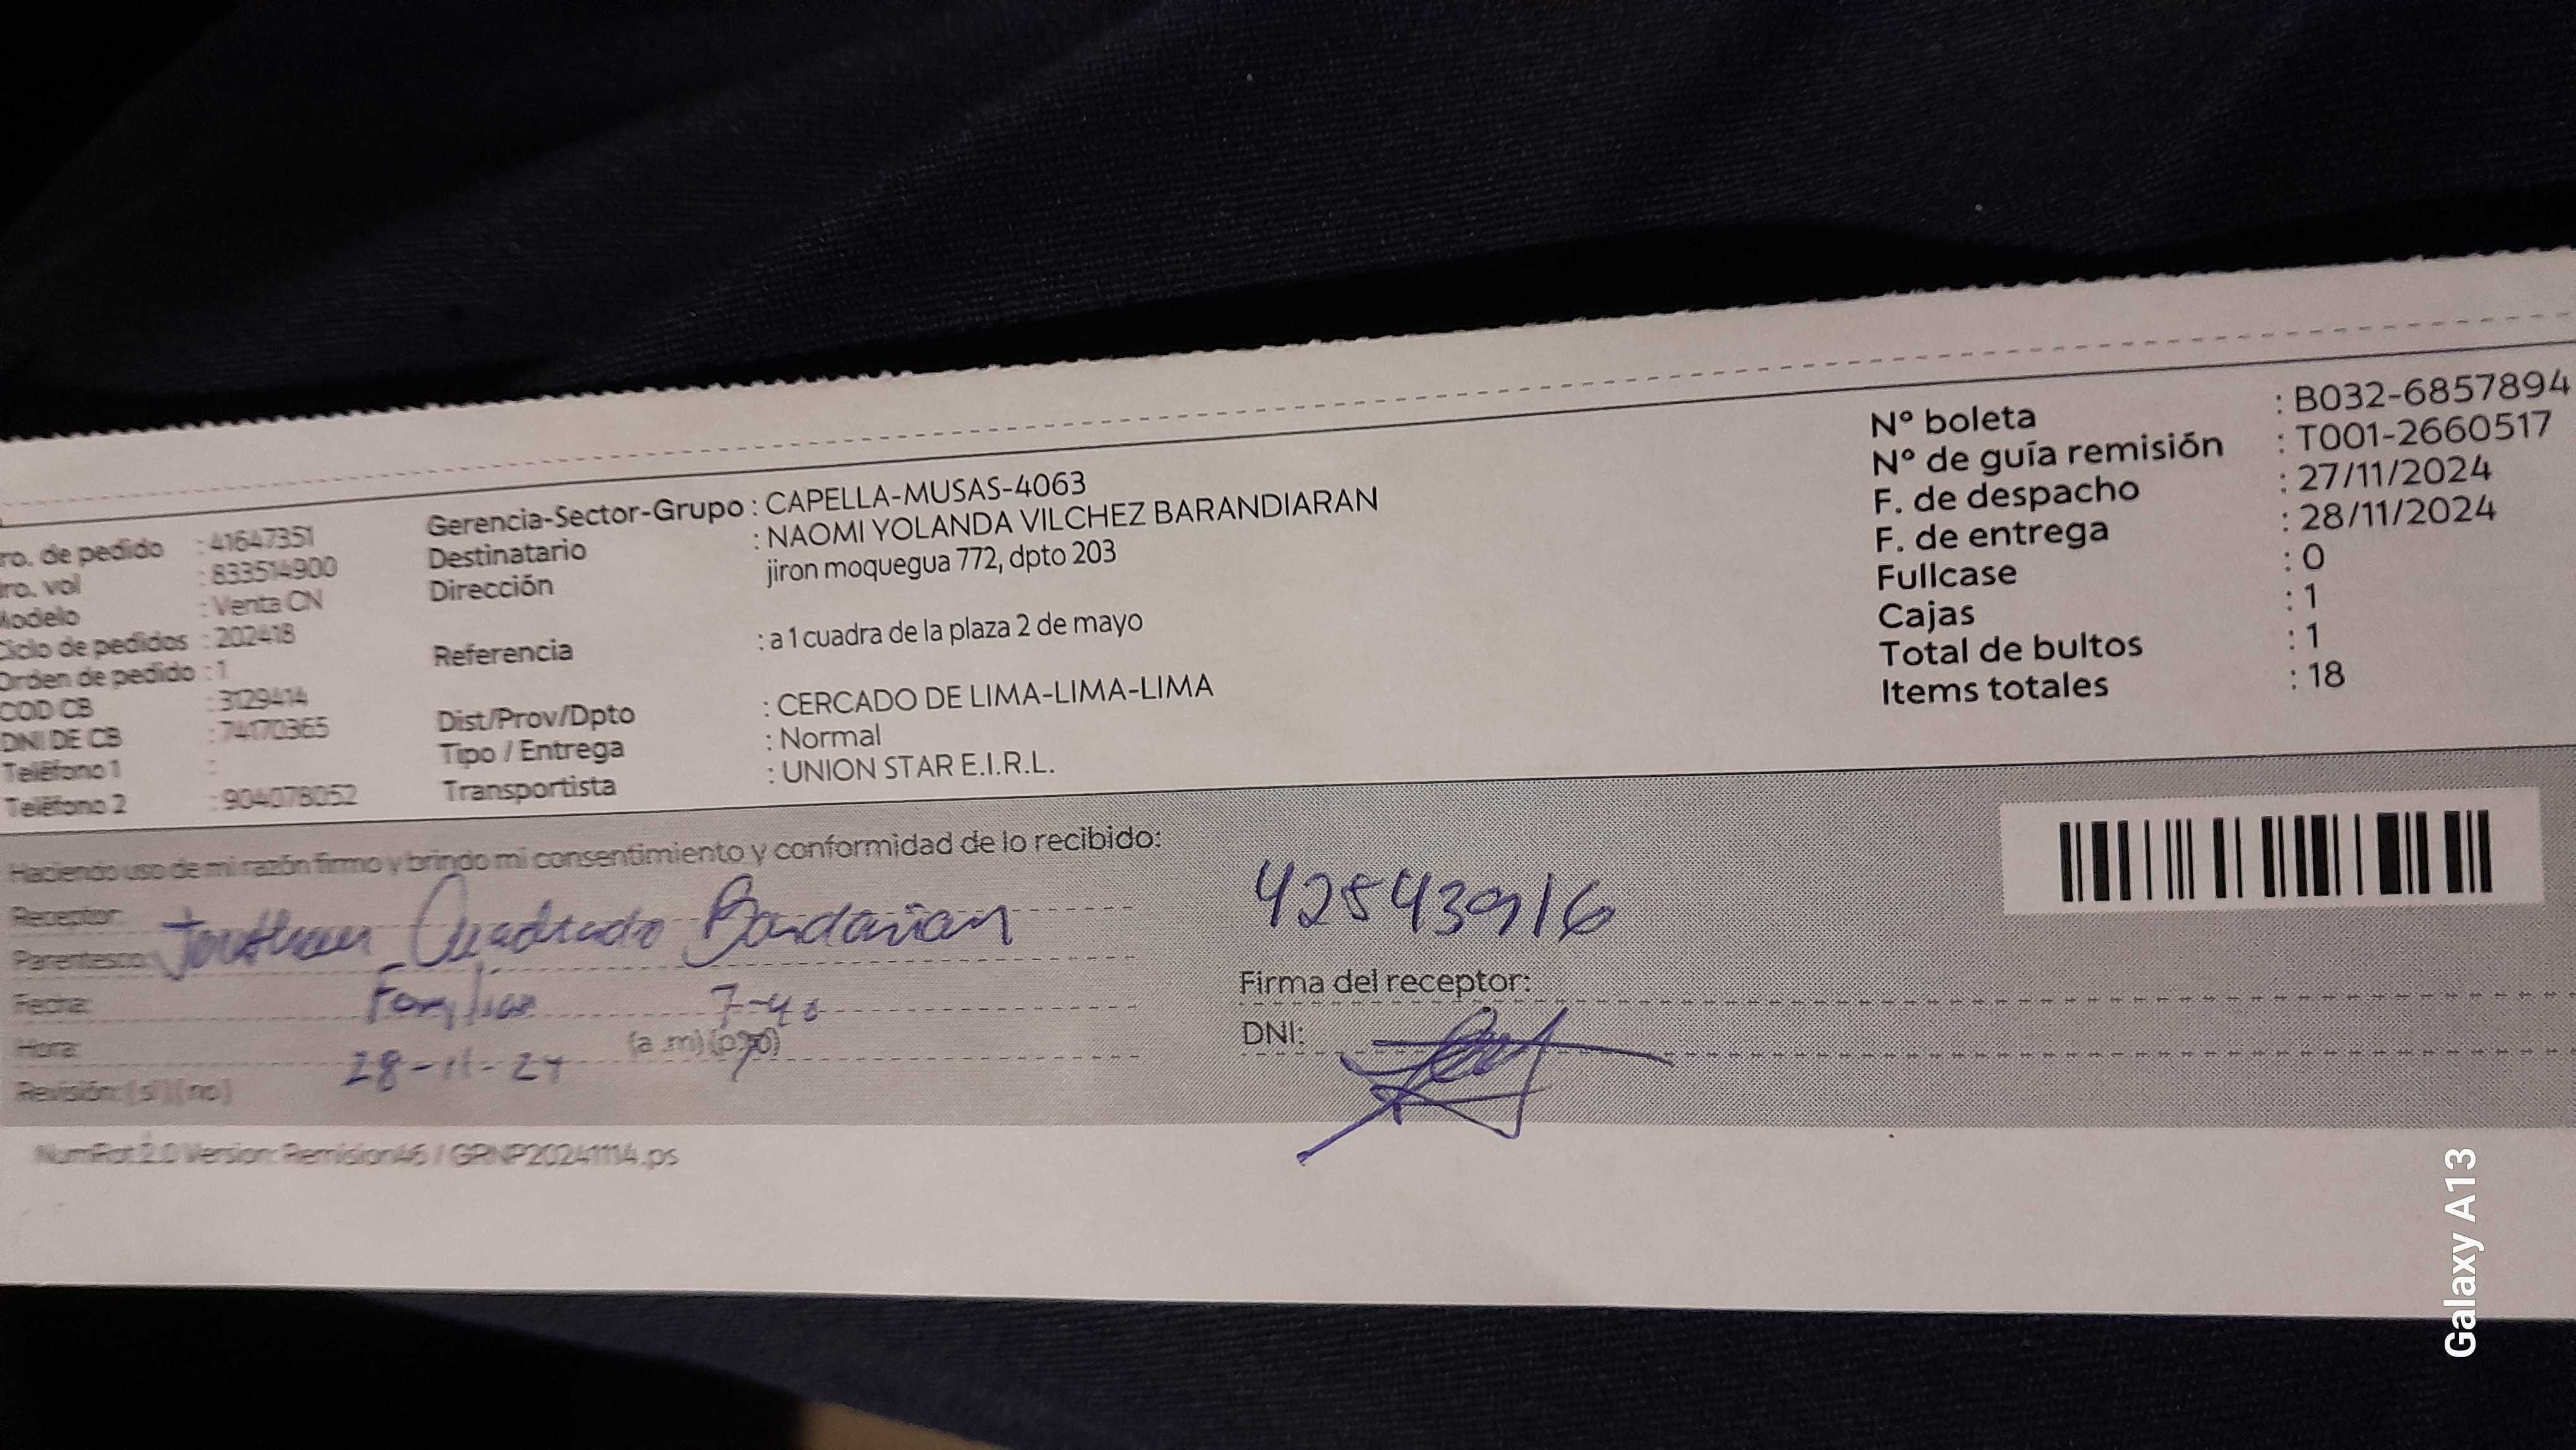 ro. de pedido : 41647351
ro. vol : 833514900
Modelo : Venta CN
Ciclo de pedidos : 202418
Orden de pedido : 1
COD CB : 3129414
DNI DE CB : 74170365
Teléfono 1 :
Teléfono 2 : 904078052
Gerencia-Sector-Grupo : CAPELLA-MUSAS-4063
Destinatario : NAOMI YOLANDA VILCHEZ BARANDIARAN
Dirección jiron moquegua 772, dpto 203
Referencia : a 1 cuadra de la plaza 2 de mayo
Dist/Prov/Dpto : CERCADO DE LIMA-LIMA-LIMA
Tipo / Entrega : Normal
Transportista : UNION STAR E.I.R.L.
N° boleta : B032-6857894
N° de guía remisión : T001-2660517
F. de despacho : 27/11/2024
F. de entrega : 28/11/2024
Fullcase : 0
Cajas : 1
Total de bultos : 1
Items totales : 18
Haciendo uso de mi razón firmo y brindo mi consentimiento y conformidad de lo recibido:
Receptor:
Cuadrado
Parentesco:
Familiar 7-40
Fecha:
Hora: (a.m)
28-11-24
Revisión: (si) (no)
Firma del receptor:
DNI:
NumRot 2.0 Version: Remision46 / GRNP20241114.ps
Galaxy A13